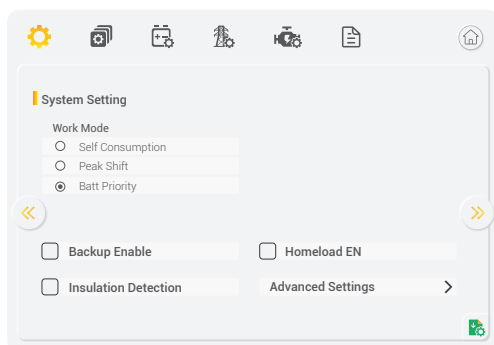 System Setting
Work Mode
Self Consumption
Peak Shift
Batt Priority
Backup Enable
Homeload EN
Insulation Detection
Advanced Settings